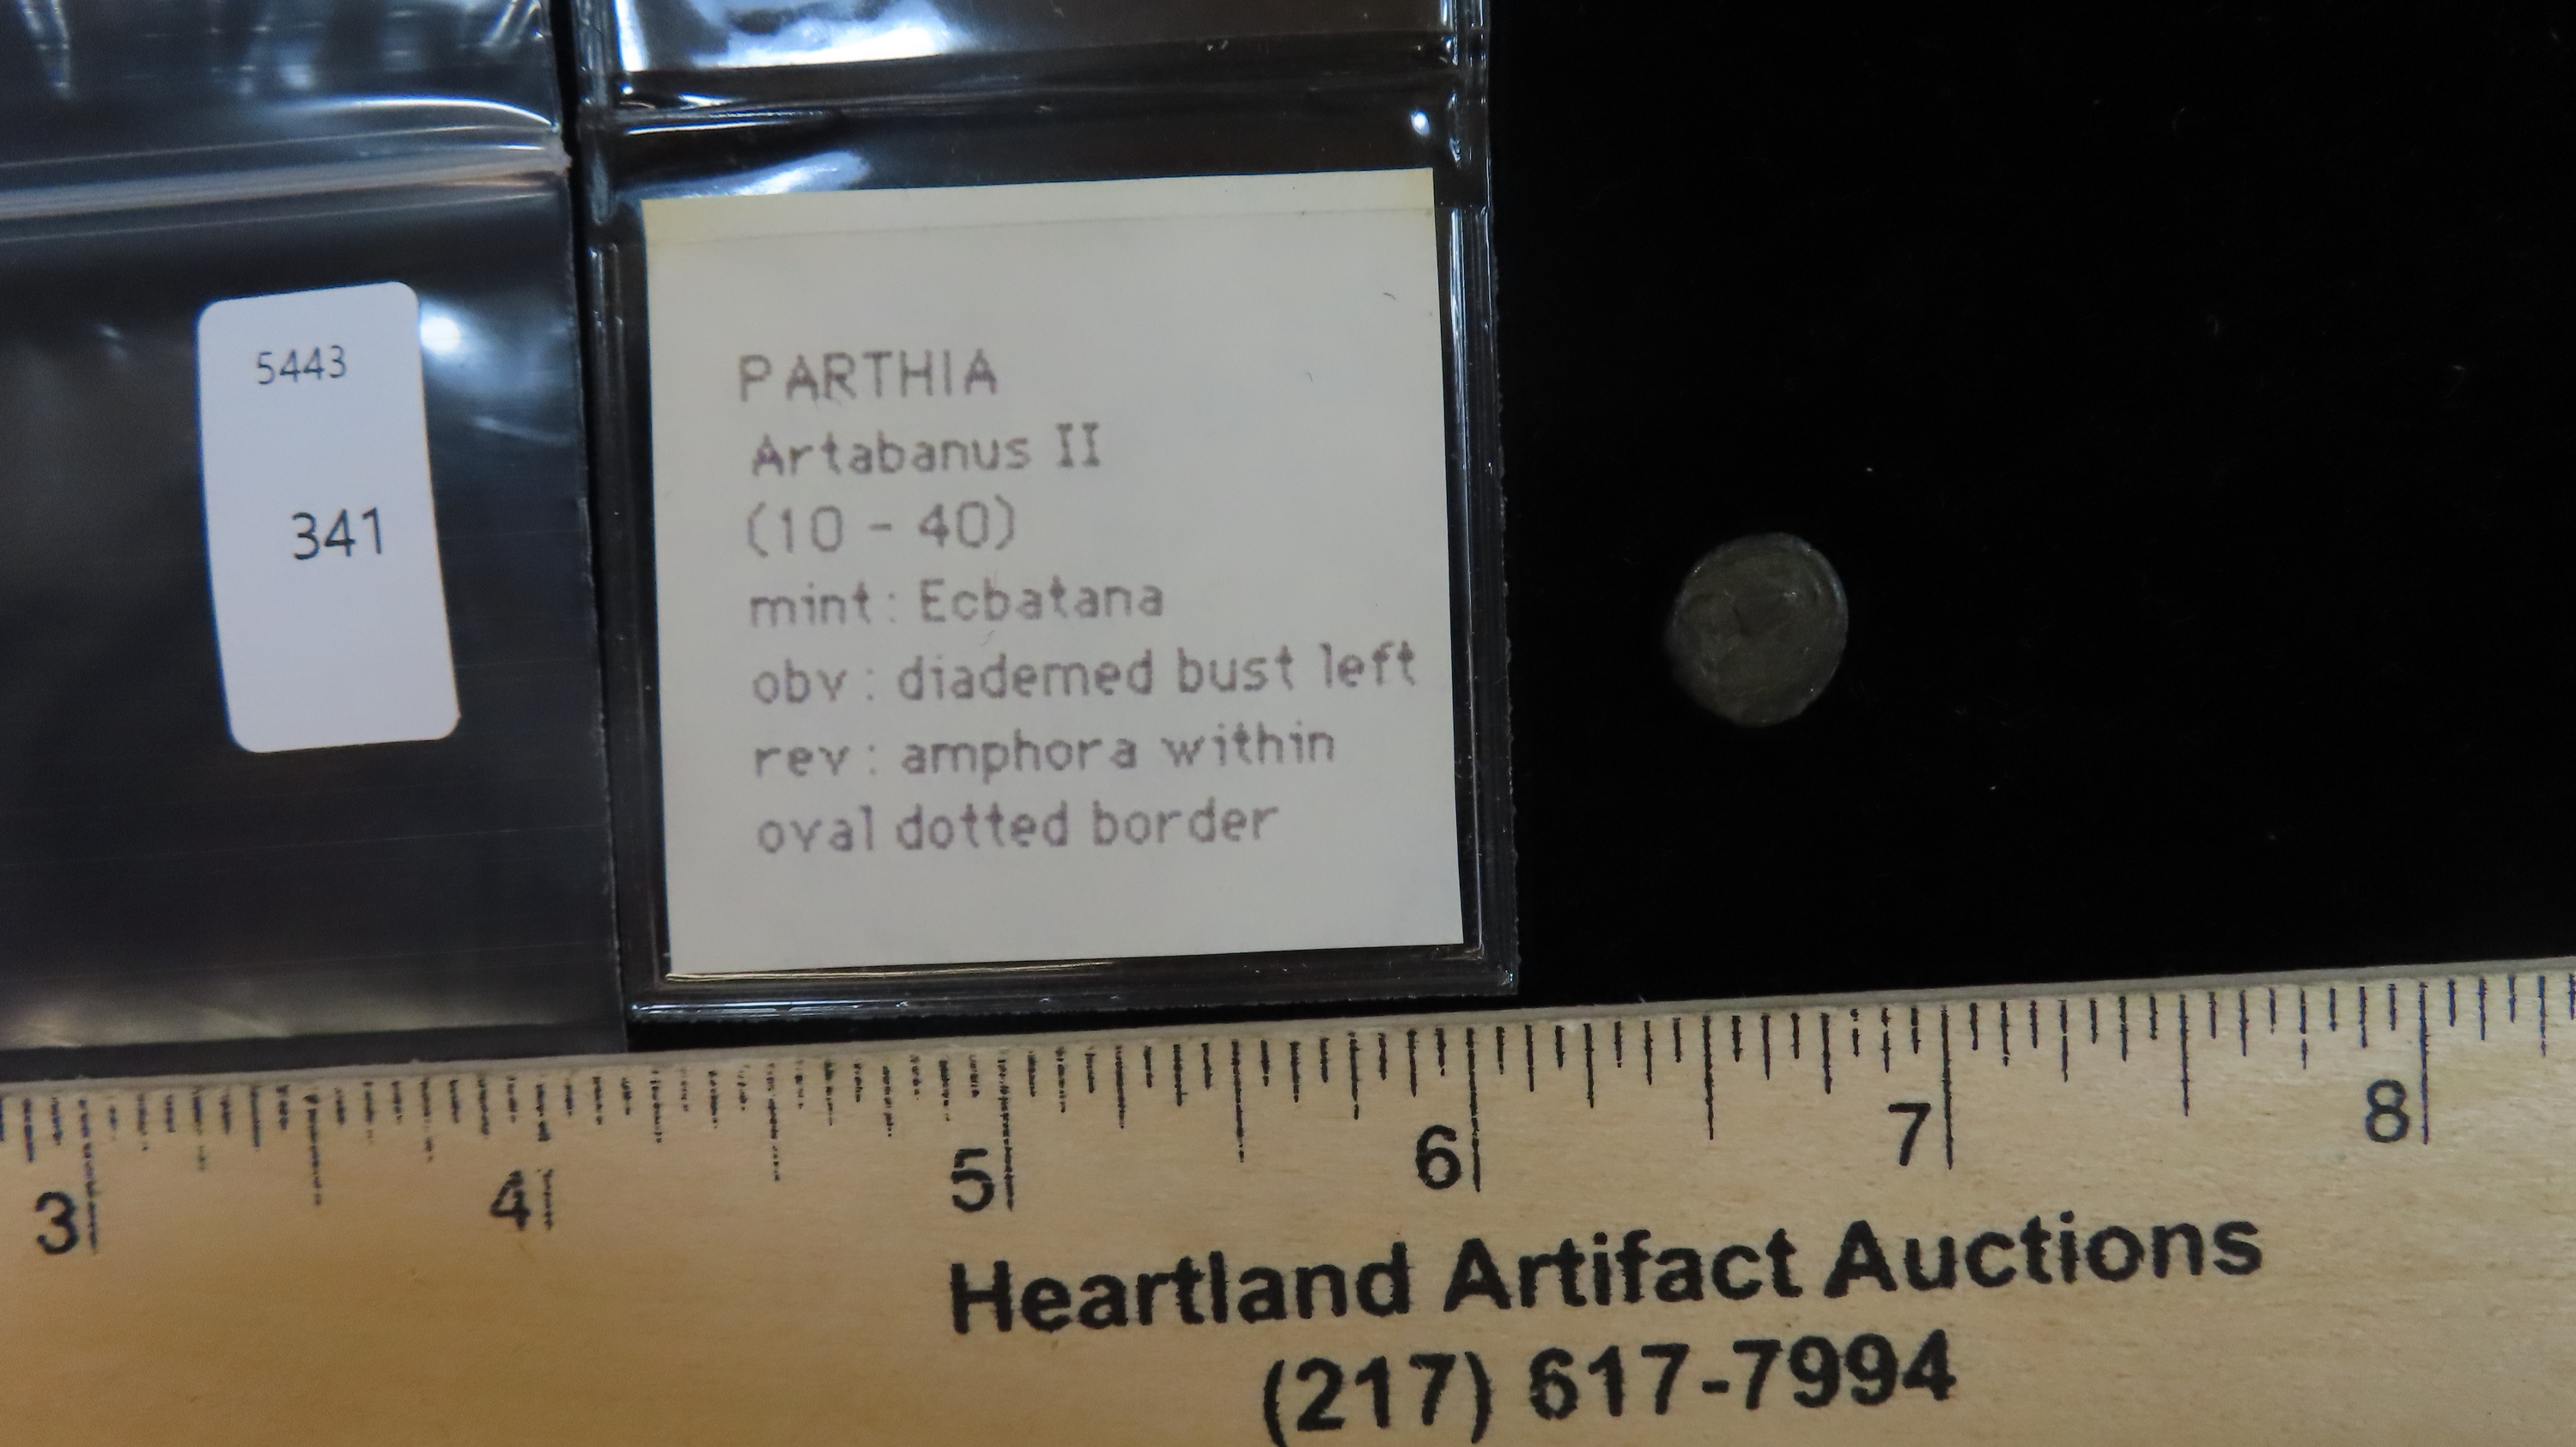 5443
341
PARTHIA
Artabanus II
(10 - 40)
mint: Ecbatana
obv: diademed bust left
rev: amphora within
oval dotted border
3 4 5 6 7 8
Heartland Artifact Auctions
(217) 617-7994